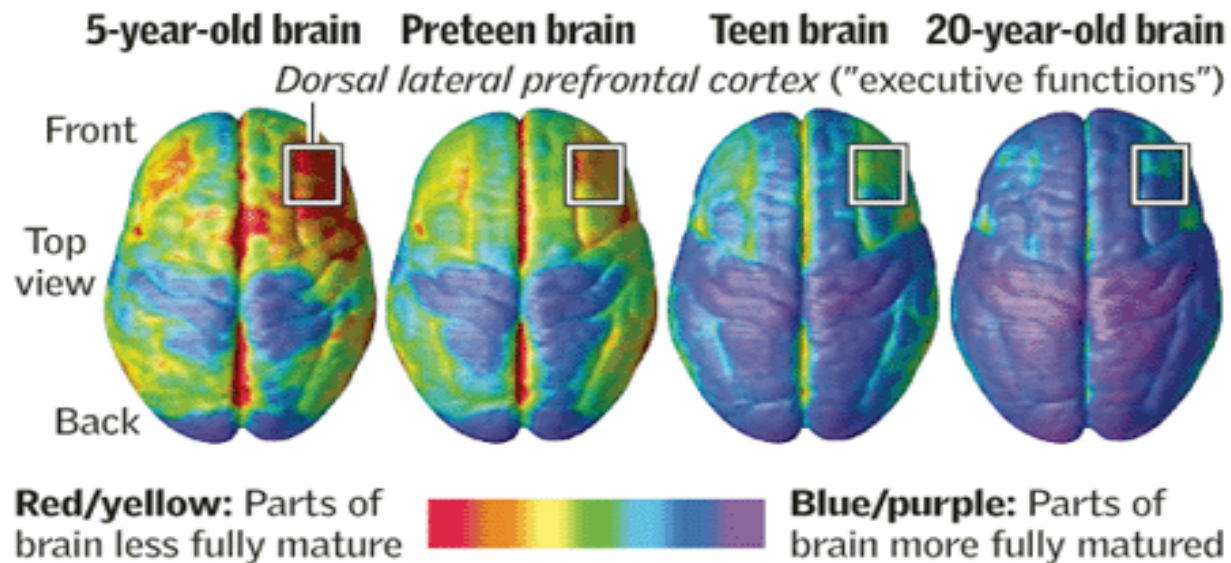 5-year-old brain Preteen brain Teen brain 20-year-old brain
Dorsal lateral prefrontal cortex ("executive functions")
Front
Top
view
Back
Red/yellow: Parts of
brain less fully mature
Blue/purple: Parts of
brain more fully matured